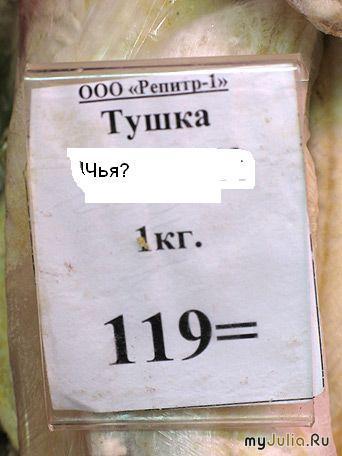 ООО «Репитр-1»
Тушка
Чья?
1кг.
119=
myJulia.Ru